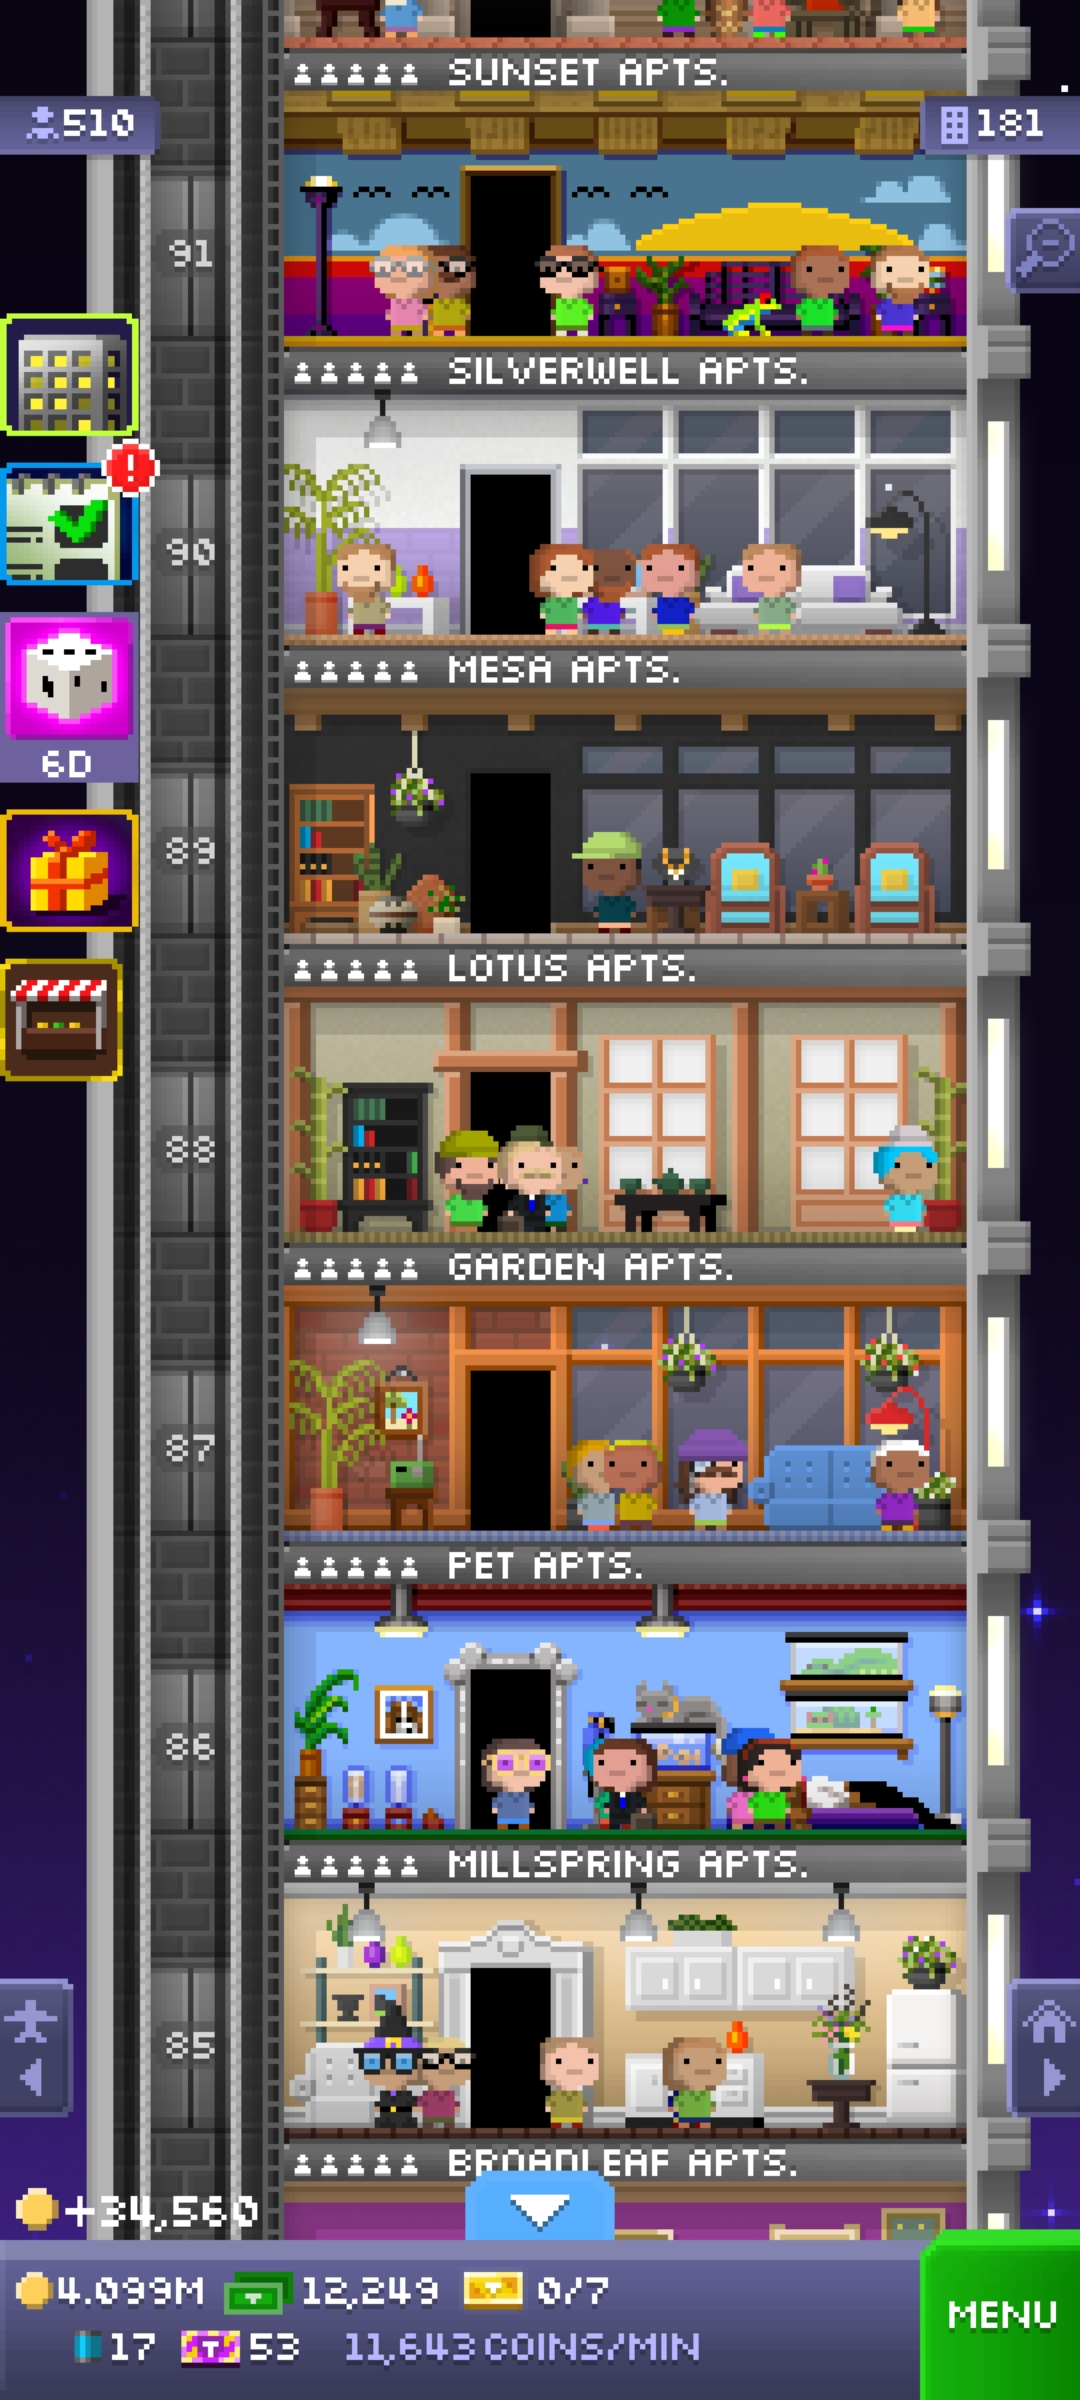 SUNSET APTS.
510
181
91
SILVERWELL APTS.
90
MESA APTS.
6D
89
LOTUS APTS.
88
GARDEN APTS.
87
PET APTS.
86
MILLSPRING APTS.
85
BROADLEAF APTS.
+34,560
4.099M 12,249 0/7
MENU
17 53 11,643 COINS/MIN